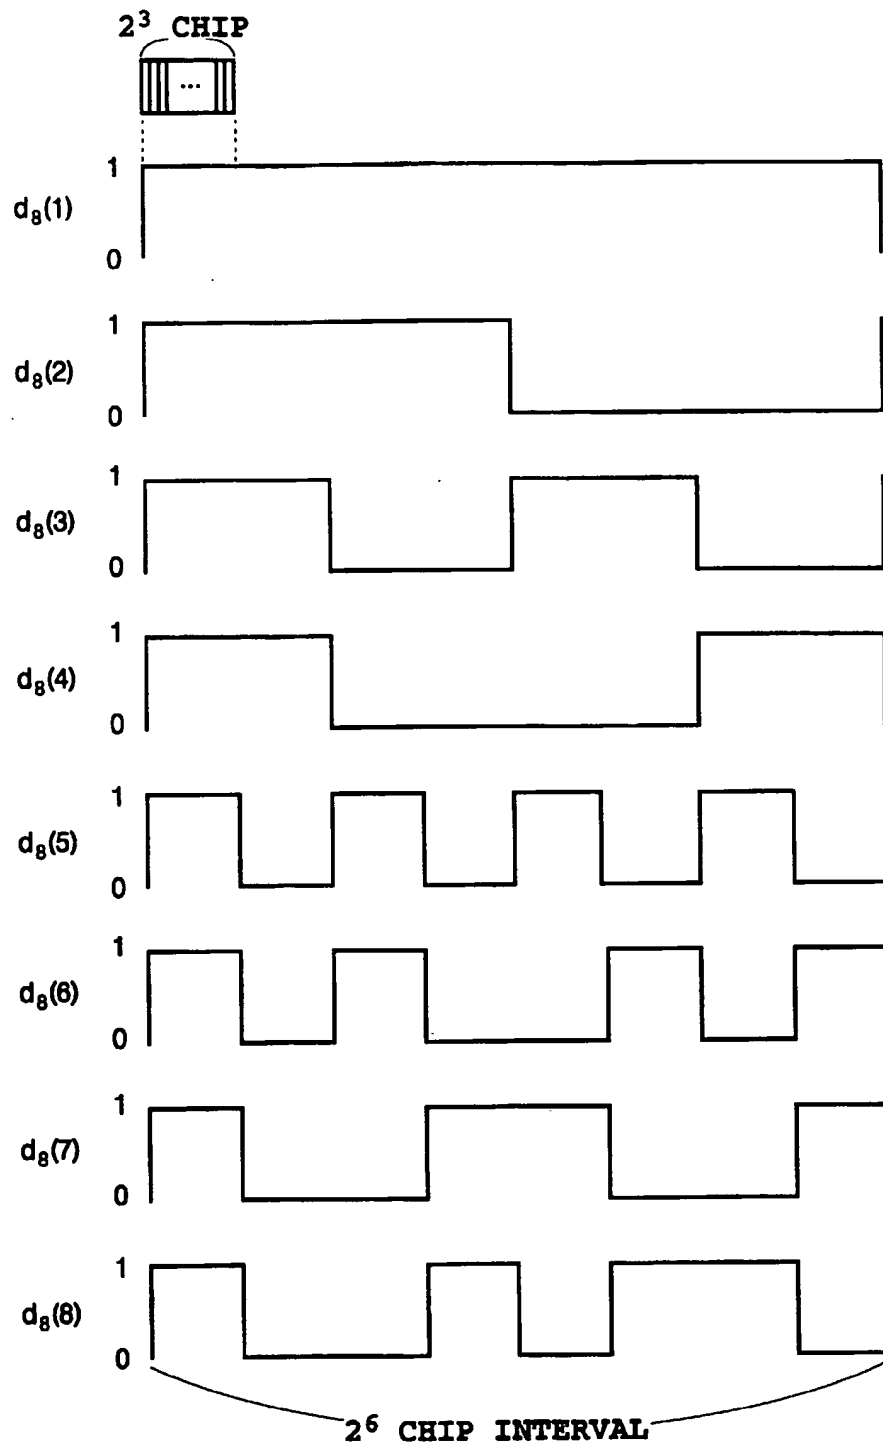 2³ CHIP
...
1
d₈(1)
0
1
d₈(2)
0
1
d₈(3)
0
1
d₈(4)
0
1
d₈(5)
0
1
d₈(6)
0
1
d₈(7)
0
1
d₈(8)
0
2⁶ CHIP INTERVAL